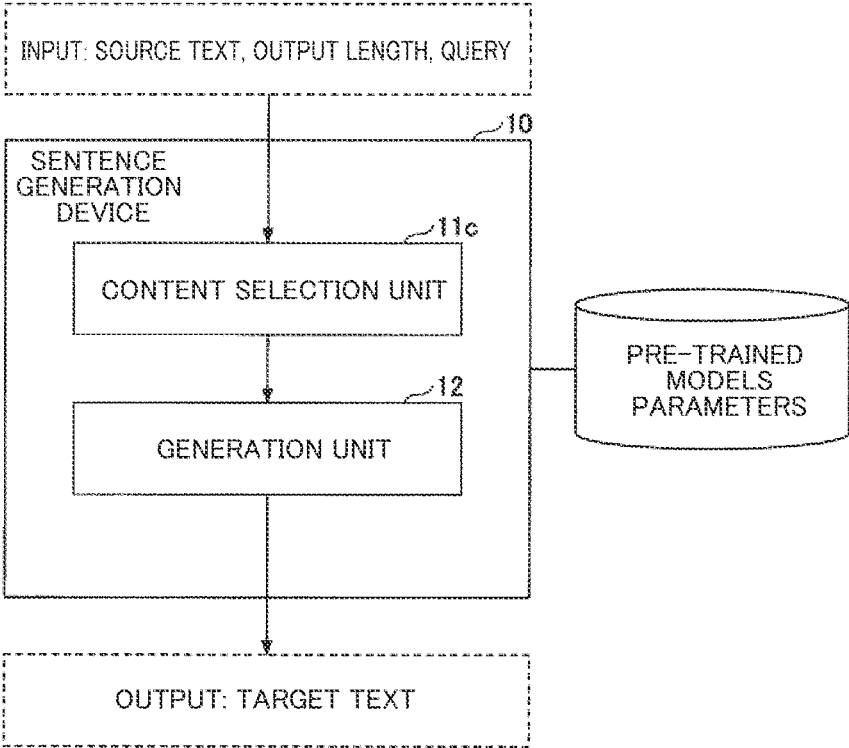 INPUT: SOURCE TEXT, OUTPUT LENGTH, QUERY
10
SENTENCE
GENERATION
DEVICE
11c
CONTENT SELECTION UNIT
12
GENERATION UNIT
PRE-TRAINED
MODELS
PARAMETERS
OUTPUT: TARGET TEXT